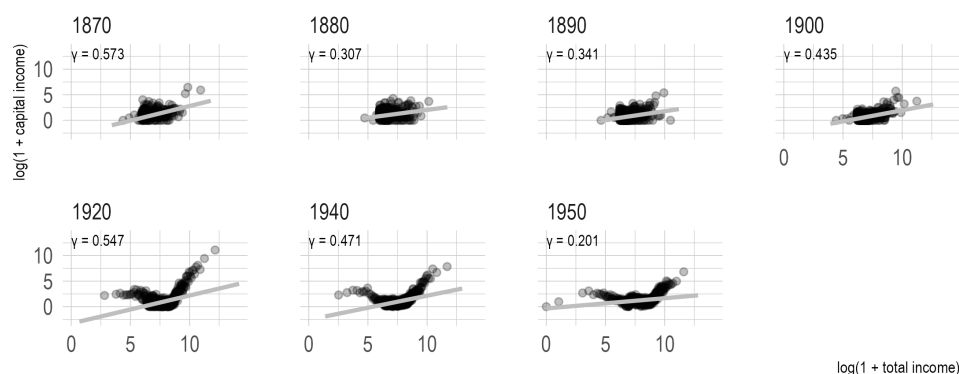 1870 1880 1890 1900
γ = 0.573 γ = 0.307 γ = 0.341 γ = 0.435
log(1 + capital income)
10
5
0
0 5 10
1920 1940 1950
γ = 0.547 γ = 0.471 γ = 0.201
10
5
0
0 5 10 0 5 10 0 5 10
log(1 + total income)